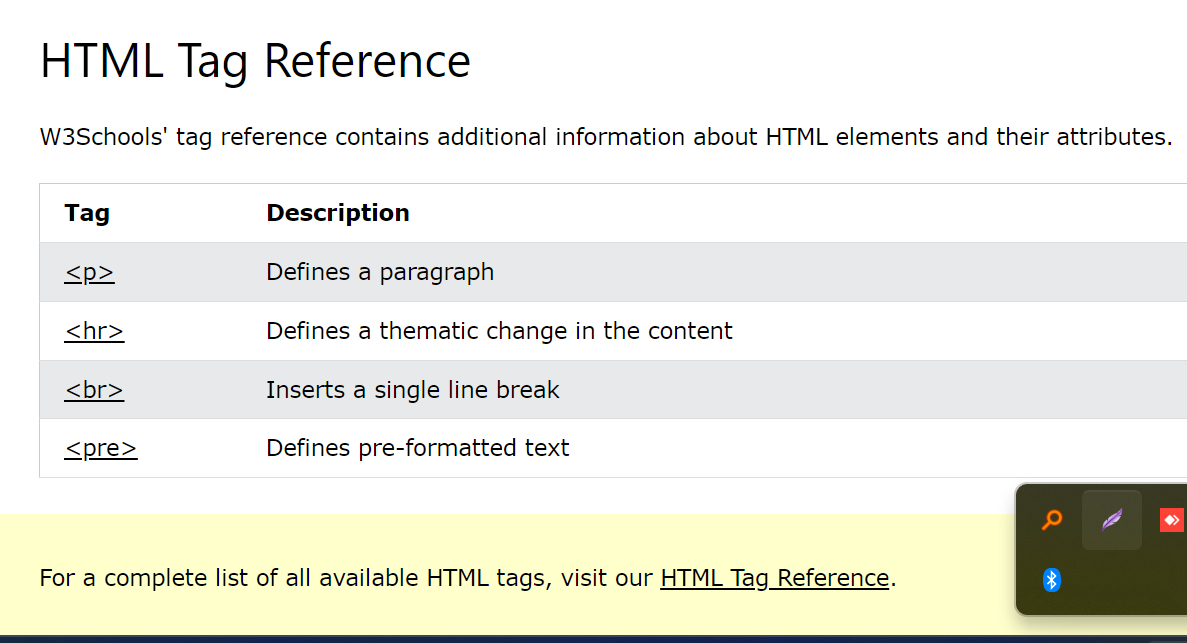 HTML Tag Reference
W3Schools' tag reference contains additional information about HTML elements and their attributes.
Tag Description
<p> Defines a paragraph
<hr> Defines a thematic change in the content
<br> Inserts a single line break
<pre> Defines pre-formatted text
For a complete list of all available HTML tags, visit our HTML Tag Reference.